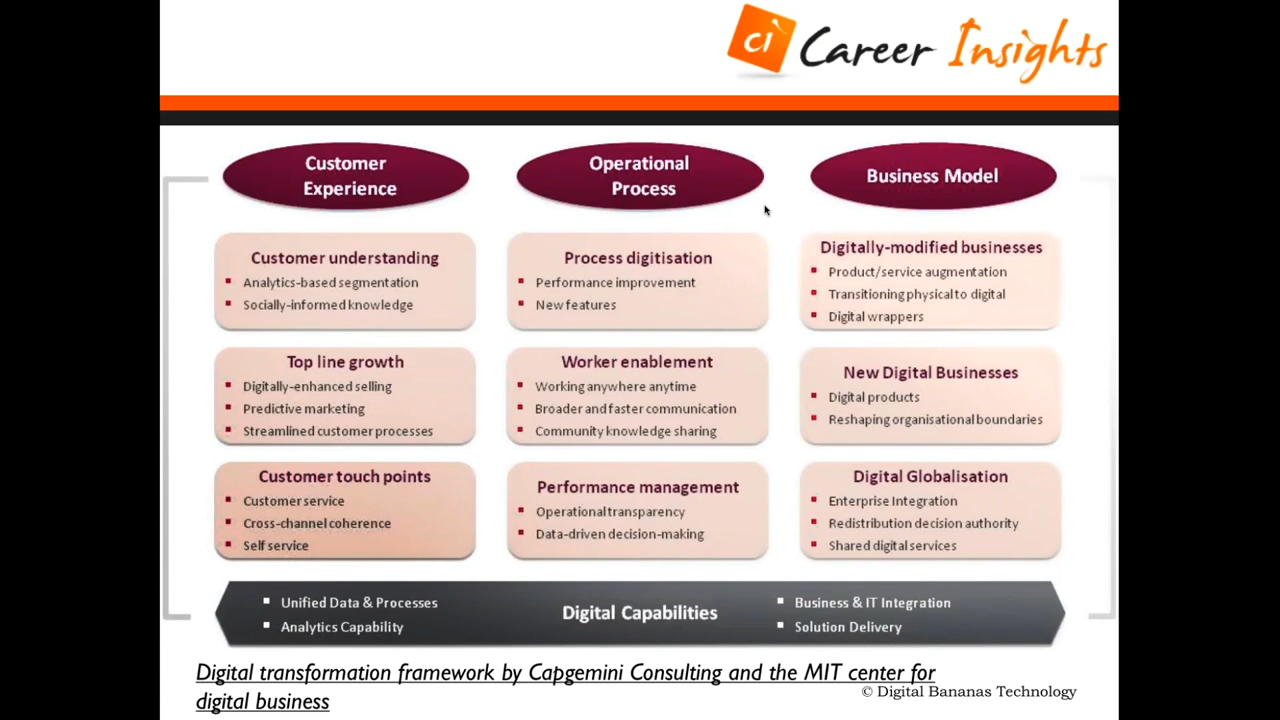 ci Career Insights
Customer
Experience
Operational
Process
Business Model
Customer understanding
Analytics-based segmentation
Socially-informed knowledge
Process digitisation
Performance improvement
New features
Digitally-modified businesses
Product/service augmentation
Transitioning physical to digital
Digital wrappers
Top line growth
Digitally-enhanced selling
Predictive marketing
Streamlined customer processes
Worker enablement
Working anywhere anytime
Broader and faster communication
Community knowledge sharing
New Digital Businesses
Digital products
Reshaping organisational boundaries
Customer touch points
Customer service
Cross-channel coherence
Self service
Performance management
Operational transparency
Data-driven decision-making
Digital Globalisation
Enterprise Integration
Redistribution decision authority
Shared digital services
Unified Data & Processes
Analytics Capability
Digital Capabilities
Business & IT Integration
Solution Delivery
Digital transformation framework by Capgemini Consulting and the MIT center for
digital business
© Digital Bananas Technology